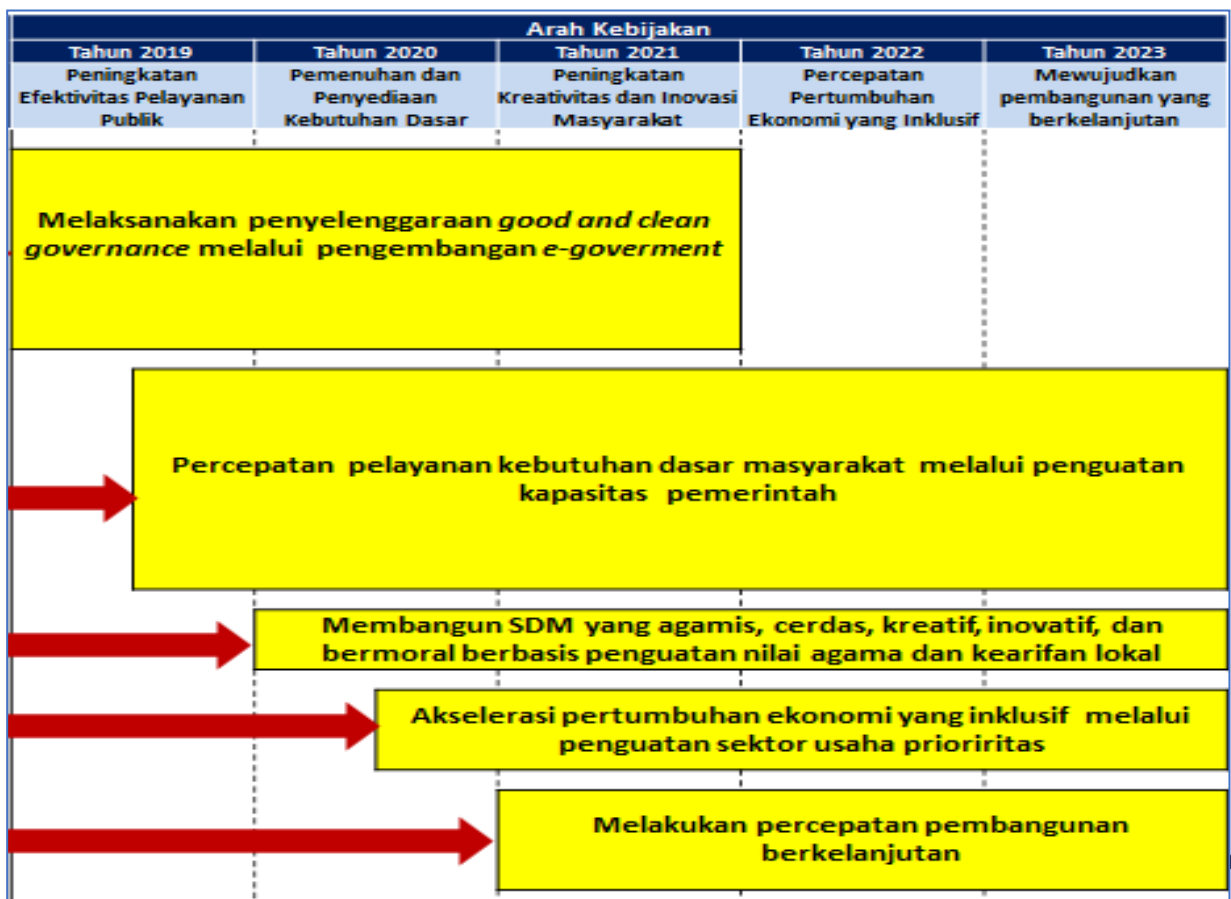 Arah Kebijakan
Tahun 2019 Tahun 2020 Tahun 2021 Tahun 2022 Tahun 2023
Peningkatan Efektivitas Pelayanan Publik
Pemenuhan dan Penyediaan Kebutuhan Dasar
Peningkatan Kreativitas dan Inovasi Masyarakat
Percepatan Pertumbuhan Ekonomi yang Inklusif
Mewujudkan pembangunan yang berkelanjutan
Melaksanakan penyelenggaraan good and clean
governance melalui pengembangan e-goverment
Percepatan pelayanan kebutuhan dasar masyarakat melalui penguatan
kapasitas pemerintah
Membangun SDM yang agamis, cerdas, kreatif, inovatif, dan
bermoral berbasis penguatan nilai agama dan kearifan lokal
Akselerasi pertumbuhan ekonomi yang inklusif melalui
penguatan sektor usaha prioriritas
Melakukan percepatan pembangunan
berkelanjutan